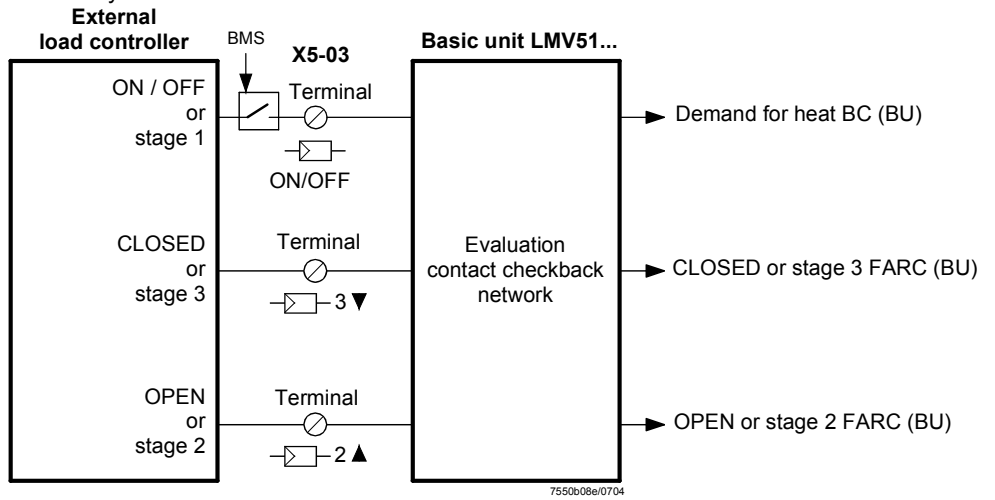 External
load controller
BMS
X5-03
Basic unit LMV51...
ON / OFF
or
stage 1
Terminal
ON/OFF
Demand for heat BC (BU)
CLOSED
or
stage 3
Terminal
3 ▼
Evaluation
contact checkback
network
CLOSED or stage 3 FARC (BU)
OPEN
or
stage 2
Terminal
2 ▲
OPEN or stage 2 FARC (BU)
7550b08e/0704